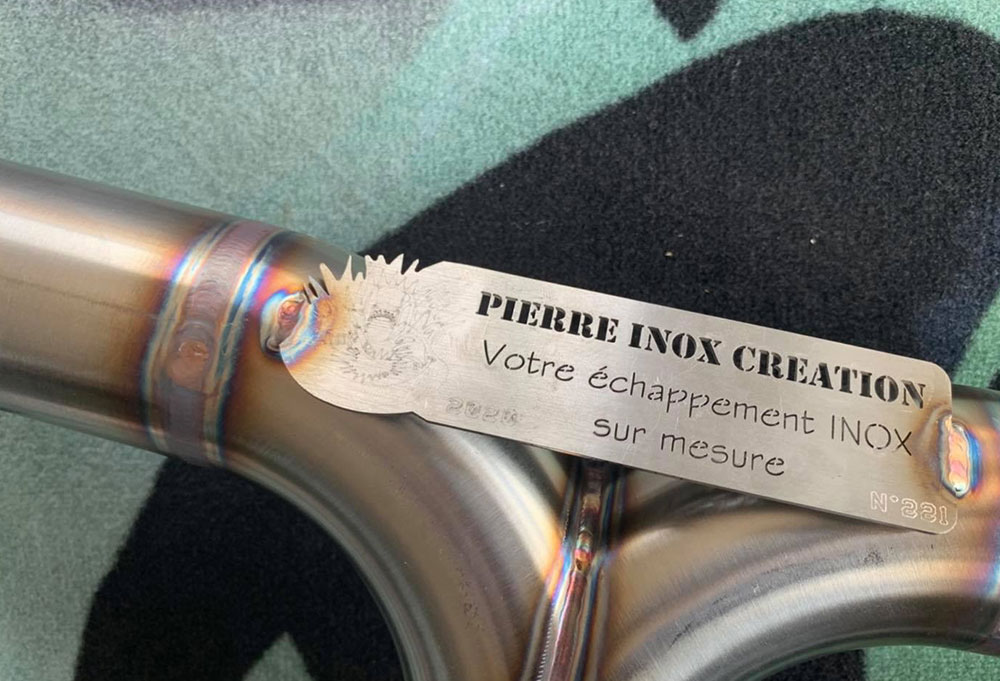 PIERRE INOX CREATION
Votre échappement INOX
sur mesure
N°221